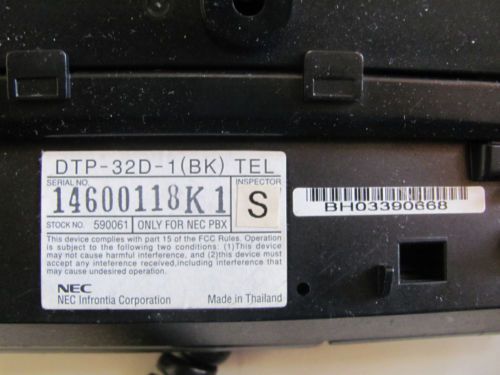 DTP-32D-1(BK) TEL
SERIAL NO.
14600118K1
INSPECTOR
S
STOCK NO. 590061 ONLY FOR NEC PBX
This device complies with part 15 of the FCC Rules. Operation
is subject to the following two conditions. (1)This device
may not cause harmful interference, and (2)this device must
accept any interference received,including interference that
may cause undesired operation.
NEC
NEC Infrontia Corporation Made in Thailand
BH03390668